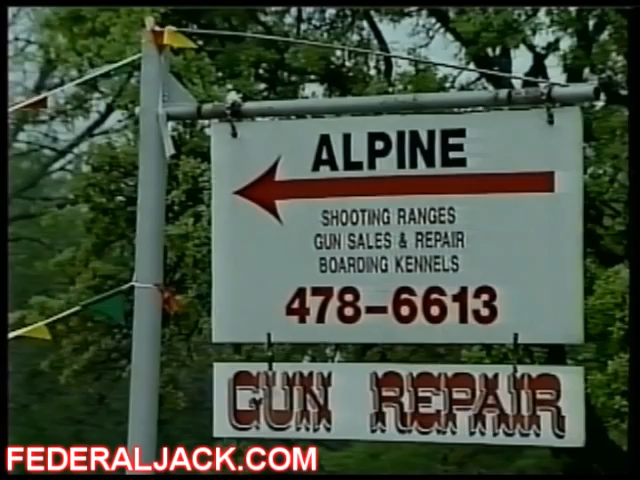 ALPINE
SHOOTING RANGES
GUN SALES & REPAIR
BOARDING KENNELS
478-6613
GUN REPAIR
FEDERALJACK.COM